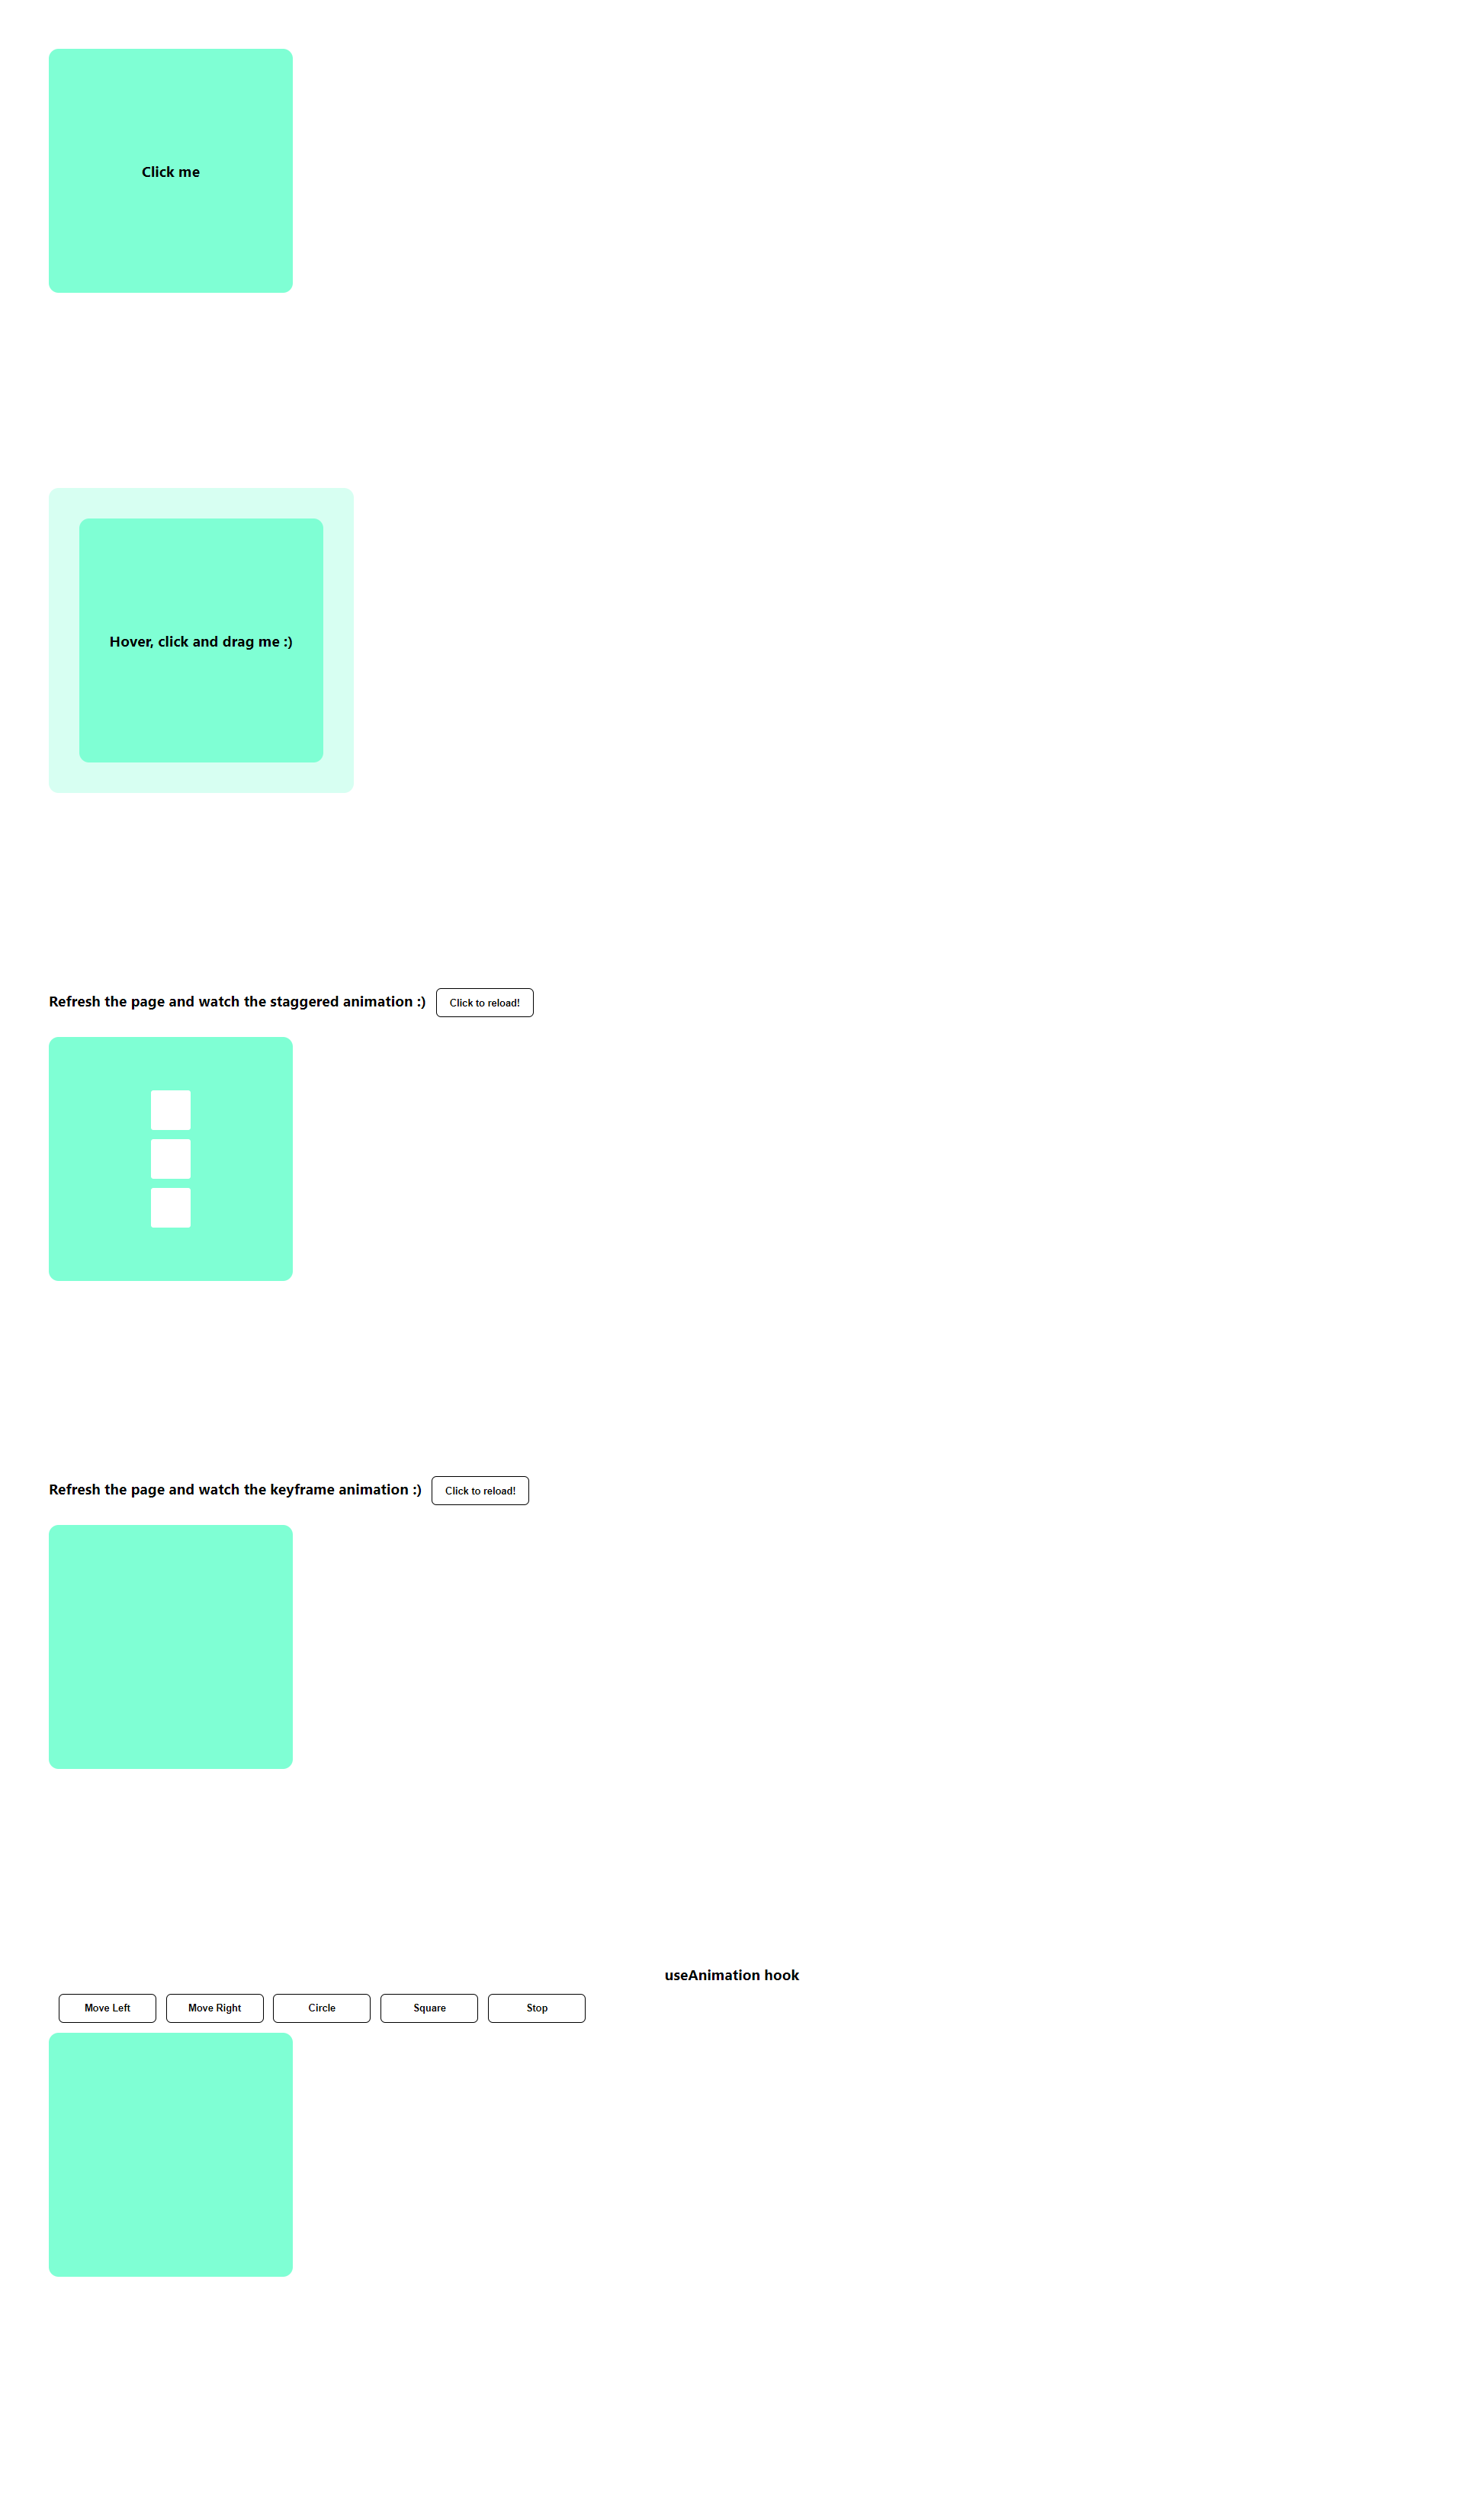 Click me
Hover, click and drag me :)
Refresh the page and watch the staggered animation :) Click to reload!
Refresh the page and watch the keyframe animation :) Click to reload!
useAnimation hook
Move Left Move Right Circle Square Stop